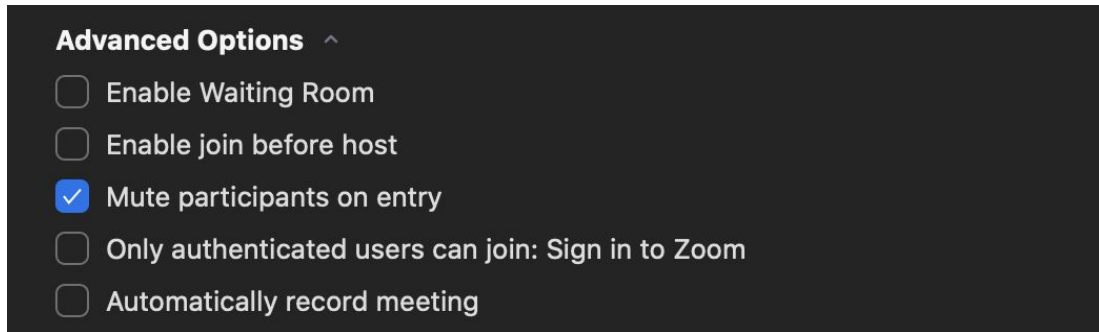 Advanced Options
Enable Waiting Room
Enable join before host
Mute participants on entry
Only authenticated users can join: Sign in to Zoom
Automatically record meeting